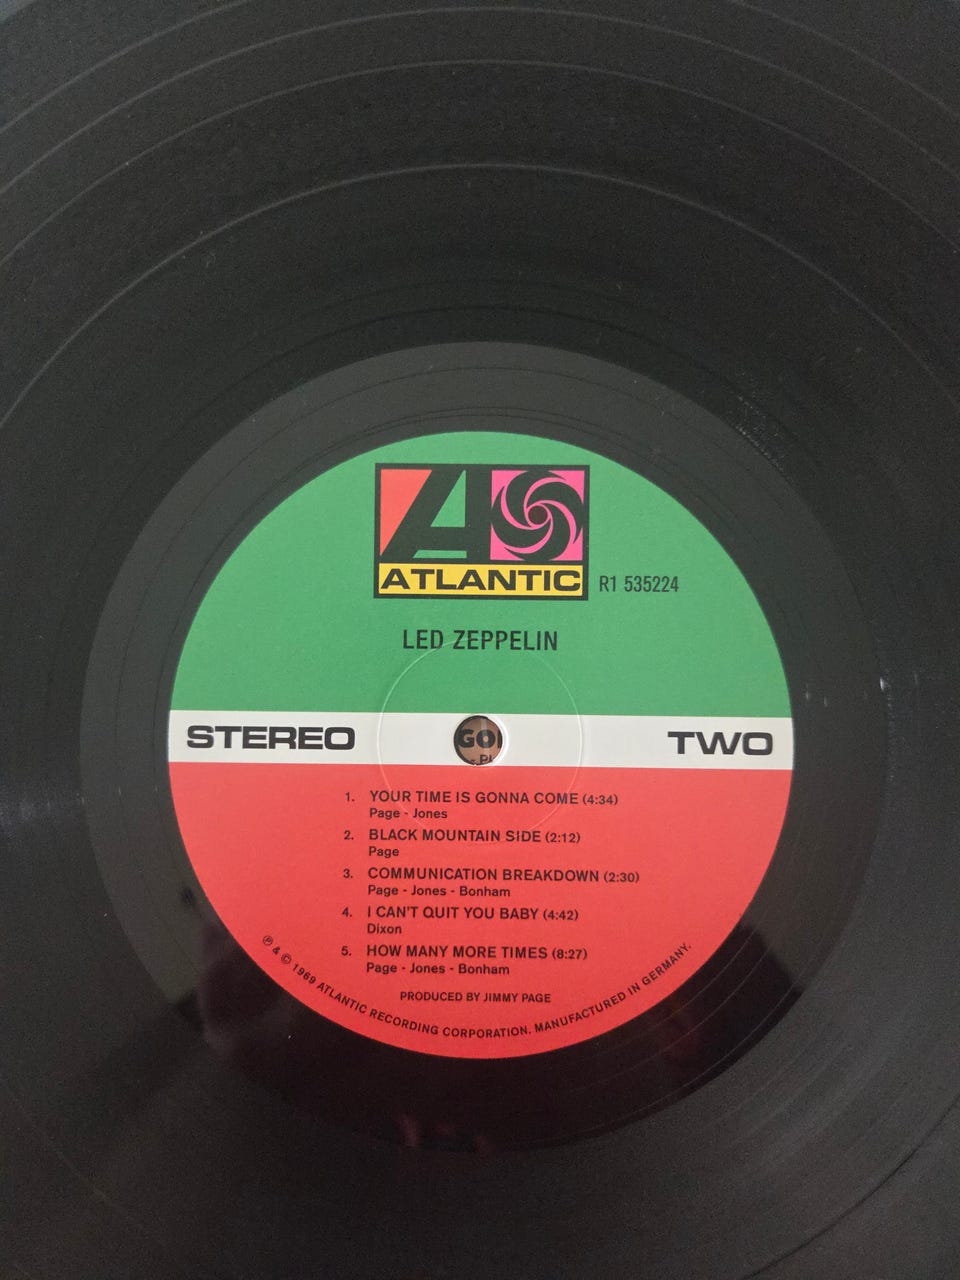 ATLANTIC
R1 535224
LED ZEPPELIN
STEREO
TWO
1. YOUR TIME IS GONNA COME (4:34)
Page - Jones
2. BLACK MOUNTAIN SIDE (2:12)
Page
3. COMMUNICATION BREAKDOWN (2:30)
Page - Jones - Bonham
4. I CAN'T QUIT YOU BABY (4:42)
Dixon
5. HOW MANY MORE TIMES (8:27)
Page - Jones - Bonham
PRODUCED BY JIMMY PAGE
℗ & © 1969 ATLANTIC RECORDING CORPORATION. MANUFACTURED IN GERMANY.